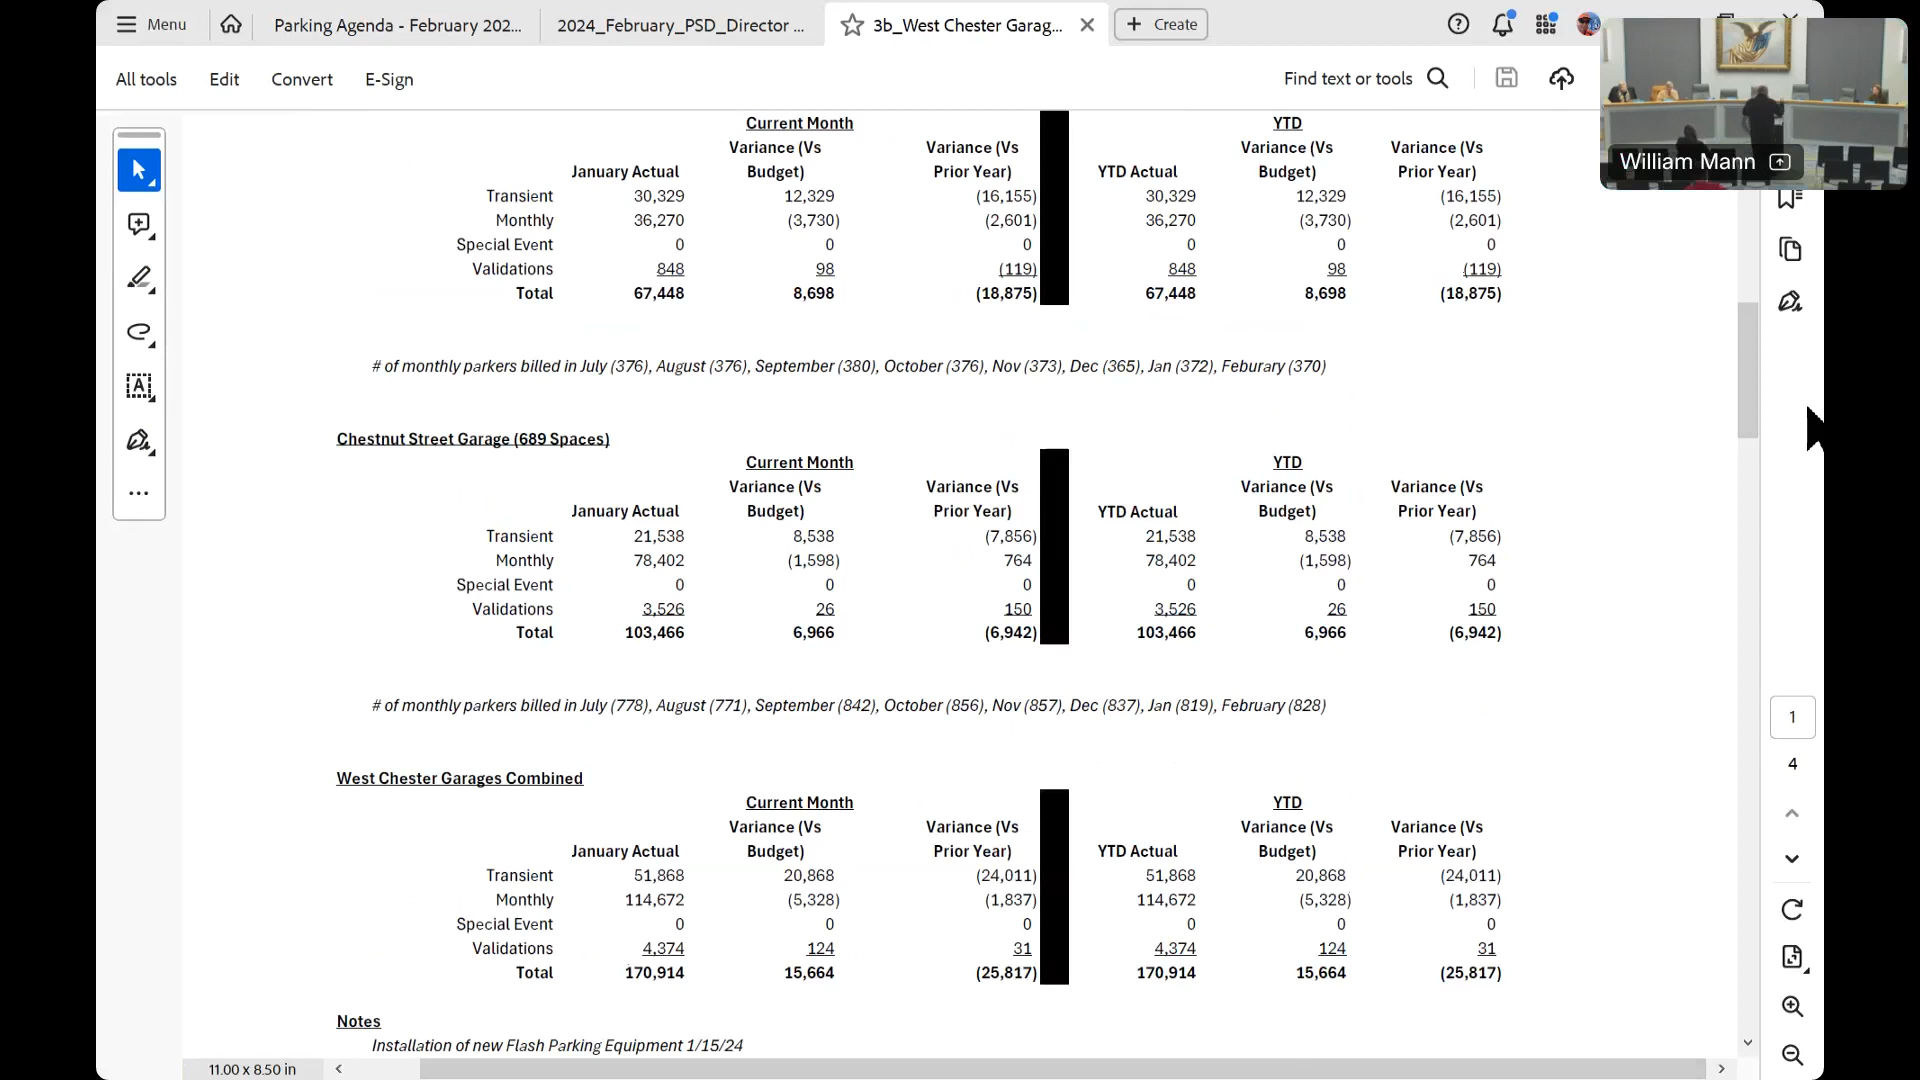 Menu
Parking Agenda - February 202...
2024_February_PSD_Director ...
3b_West Chester Garag...
Create
All tools Edit Convert E-Sign
Find text or tools
William Mann
Current Month YTD
Variance (Vs Variance (Vs Variance (Vs Variance (Vs
January Actual Budget) Prior Year) YTD Actual Budget) Prior Year)
Transient 30,329 12,329 (16,155) 30,329 12,329 (16,155)
Monthly 36,270 (3,730) (2,601) 36,270 (3,730) (2,601)
Special Event 0 0 0 0 0 0
Validations 848 98 (119) 848 98 (119)
Total 67,448 8,698 (18,875) 67,448 8,698 (18,875)
# of monthly parkers billed in July (376), August (376), September (380), October (376), Nov (373), Dec (365), Jan (372), Feburary (370)
Chestnut Street Garage (689 Spaces)
Current Month YTD
Variance (Vs Variance (Vs Variance (Vs Variance (Vs
January Actual Budget) Prior Year) YTD Actual Budget) Prior Year)
Transient 21,538 8,538 (7,856) 21,538 8,538 (7,856)
Monthly 78,402 (1,598) 764 78,402 (1,598) 764
Special Event 0 0 0 0 0 0
Validations 3,526 26 150 3,526 26 150
Total 103,466 6,966 (6,942) 103,466 6,966 (6,942)
# of monthly parkers billed in July (778), August (771), September (842), October (856), Nov (857), Dec (837), Jan (819), February (828)
West Chester Garages Combined
Current Month YTD
Variance (Vs Variance (Vs Variance (Vs Variance (Vs
January Actual Budget) Prior Year) YTD Actual Budget) Prior Year)
Transient 51,868 20,868 (24,011) 51,868 20,868 (24,011)
Monthly 114,672 (5,328) (1,837) 114,672 (5,328) (1,837)
Special Event 0 0 0 0 0 0
Validations 4,374 124 31 4,374 124 31
Total 170,914 15,664 (25,817) 170,914 15,664 (25,817)
Notes
Installation of new Flash Parking Equipment 1/15/24
1
4
11.00 x 8.50 in